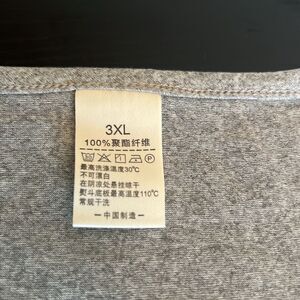 3XL
100%聚酯纤维
最高洗涤温度30℃
不可漂白
在阴凉处悬挂晾干
熨斗底板最高温度110℃
常规干洗
—中国制造—